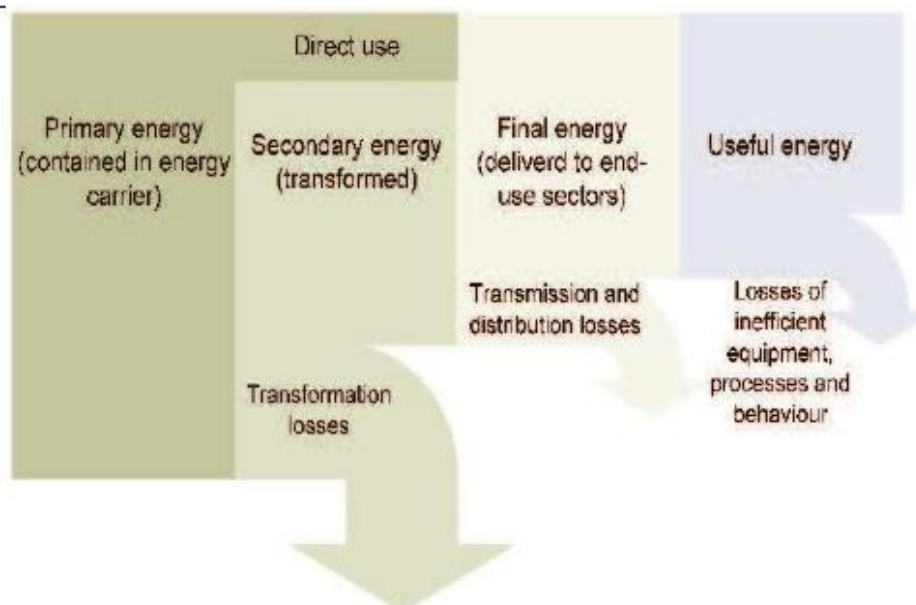 Direct use
Primary energy
(contained in energy
carrier)
Secondary energy
(transformed)
Final energy
(deliverd to end-
use sectors)
Useful energy
Transmission and
distribution losses
Losses of
inefficient
equipment,
processes and
behaviour
Transformation
losses